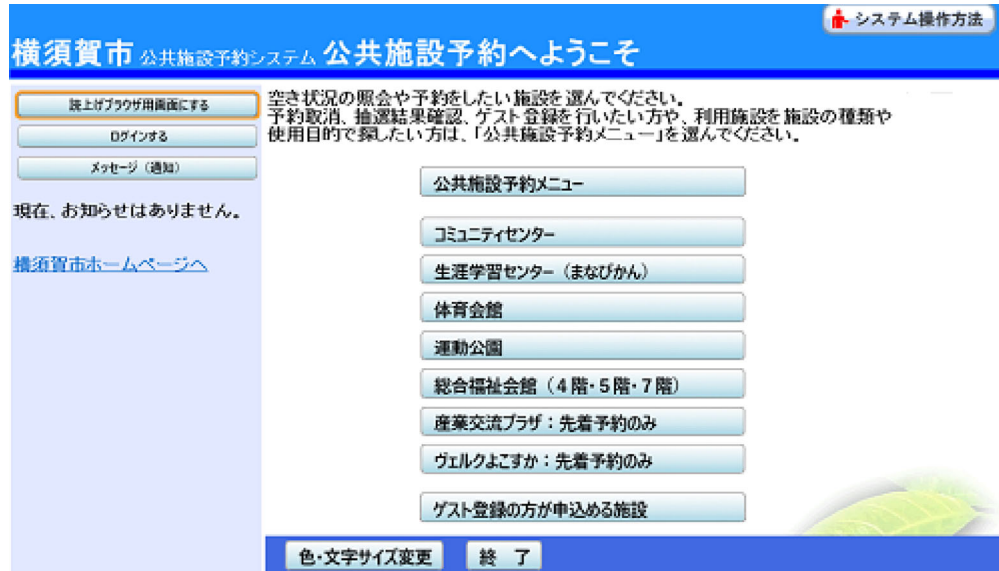 システム操作方法
横須賀市 公共施設予約システム 公共施設予約へようこそ
読上げブラウザ用画面にする
ログインする
メッセージ（通知）
現在、お知らせはありません。
横須賀市ホームページへ
空き状況の照会や予約をしたい施設を選んでください。
予約取消、抽選結果確認、ゲスト登録を行いたい方や、利用施設を施設の種類や
使用目的で探したい方は、「公共施設予約メニュー」を選んでください。
公共施設予約メニュー
コミュニティセンター
生涯学習センター（まなびかん）
体育会館
運動公園
総合福祉会館（４階・５階・７階）
産業交流プラザ：先着予約のみ
ヴェルクよこすか：先着予約のみ
ゲスト登録の方が申込める施設
色・文字サイズ変更
終 了